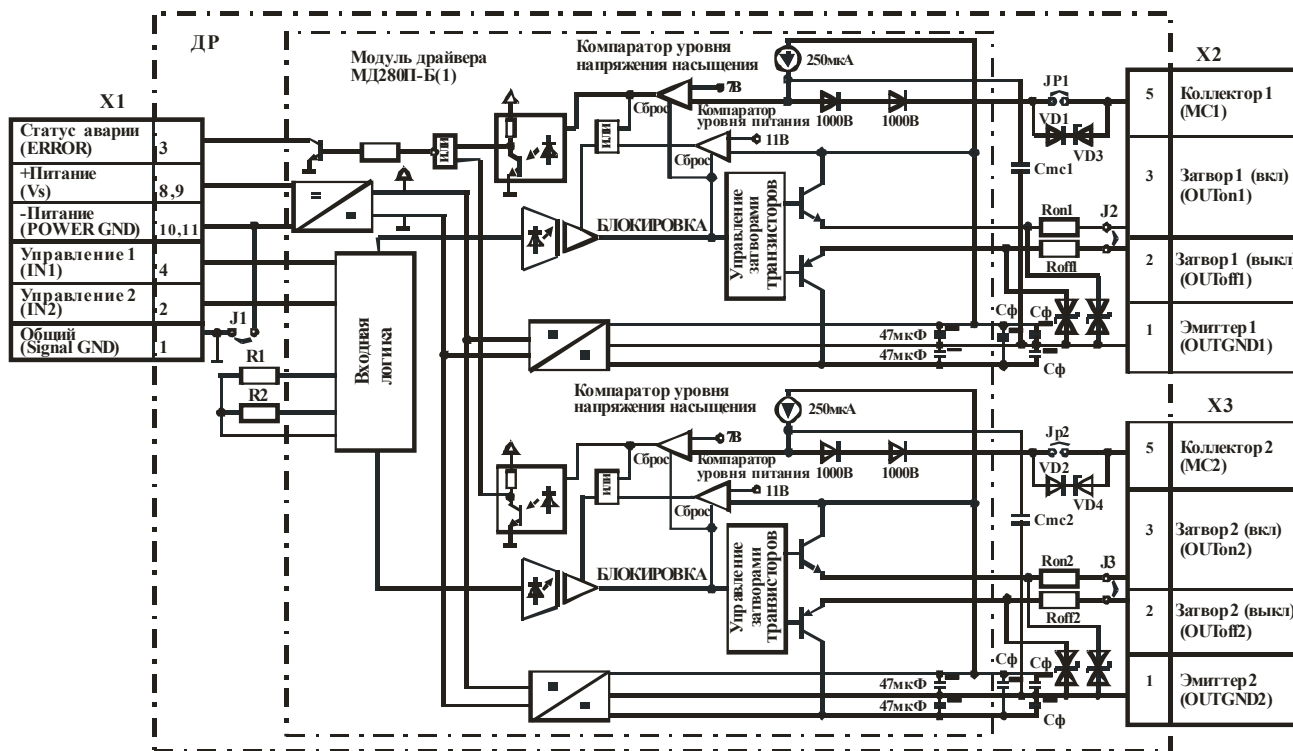 ДР
X1
Статус аварии
(ERROR)
3
+Питание
(Vs)
8,9
-Питание
(POWER GND)
10,11
Управление 1
(IN1)
4
Управление 2
(IN2)
2
Общий
(Signal GND)
1
J1
R1
R2
Модуль драйвера
МД280П-Б(1)
ИЛИ
Входная
логика
Компаратор уровня
напряжения насыщения
250мкА
7В
Сброс
Компаратор
уровня питания
ИЛИ
11В
Сброс
1000В
1000В
БЛОКИРОВКА
Управление
затворами
транзисторов
47мкФ
47мкФ
Сф
Сф
Сф
JP1
VD1
VD3
Cmc1
Ron1
J2
Roff1
X2
5
Коллектор 1
(MC1)
3
Затвор 1 (вкл)
(OUTon1)
2
Затвор 1 (выкл)
(OUToff1)
1
Эмиттер 1
(OUTGND1)
Компаратор уровня
напряжения насыщения
250мкА
7В
Сброс
Компаратор
уровня питания
ИЛИ
11В
Сброс
1000В
1000В
БЛОКИРОВКА
Управление
затворами
транзисторов
47мкФ
47мкФ
Сф
Сф
Сф
Jp2
VD2
VD4
Cmc2
Ron2
J3
Roff2
X3
5
Коллектор 2
(MC2)
3
Затвор 2 (вкл)
(OUTon2)
2
Затвор 2 (выкл)
(OUToff2)
1
Эмиттер 2
(OUTGND2)